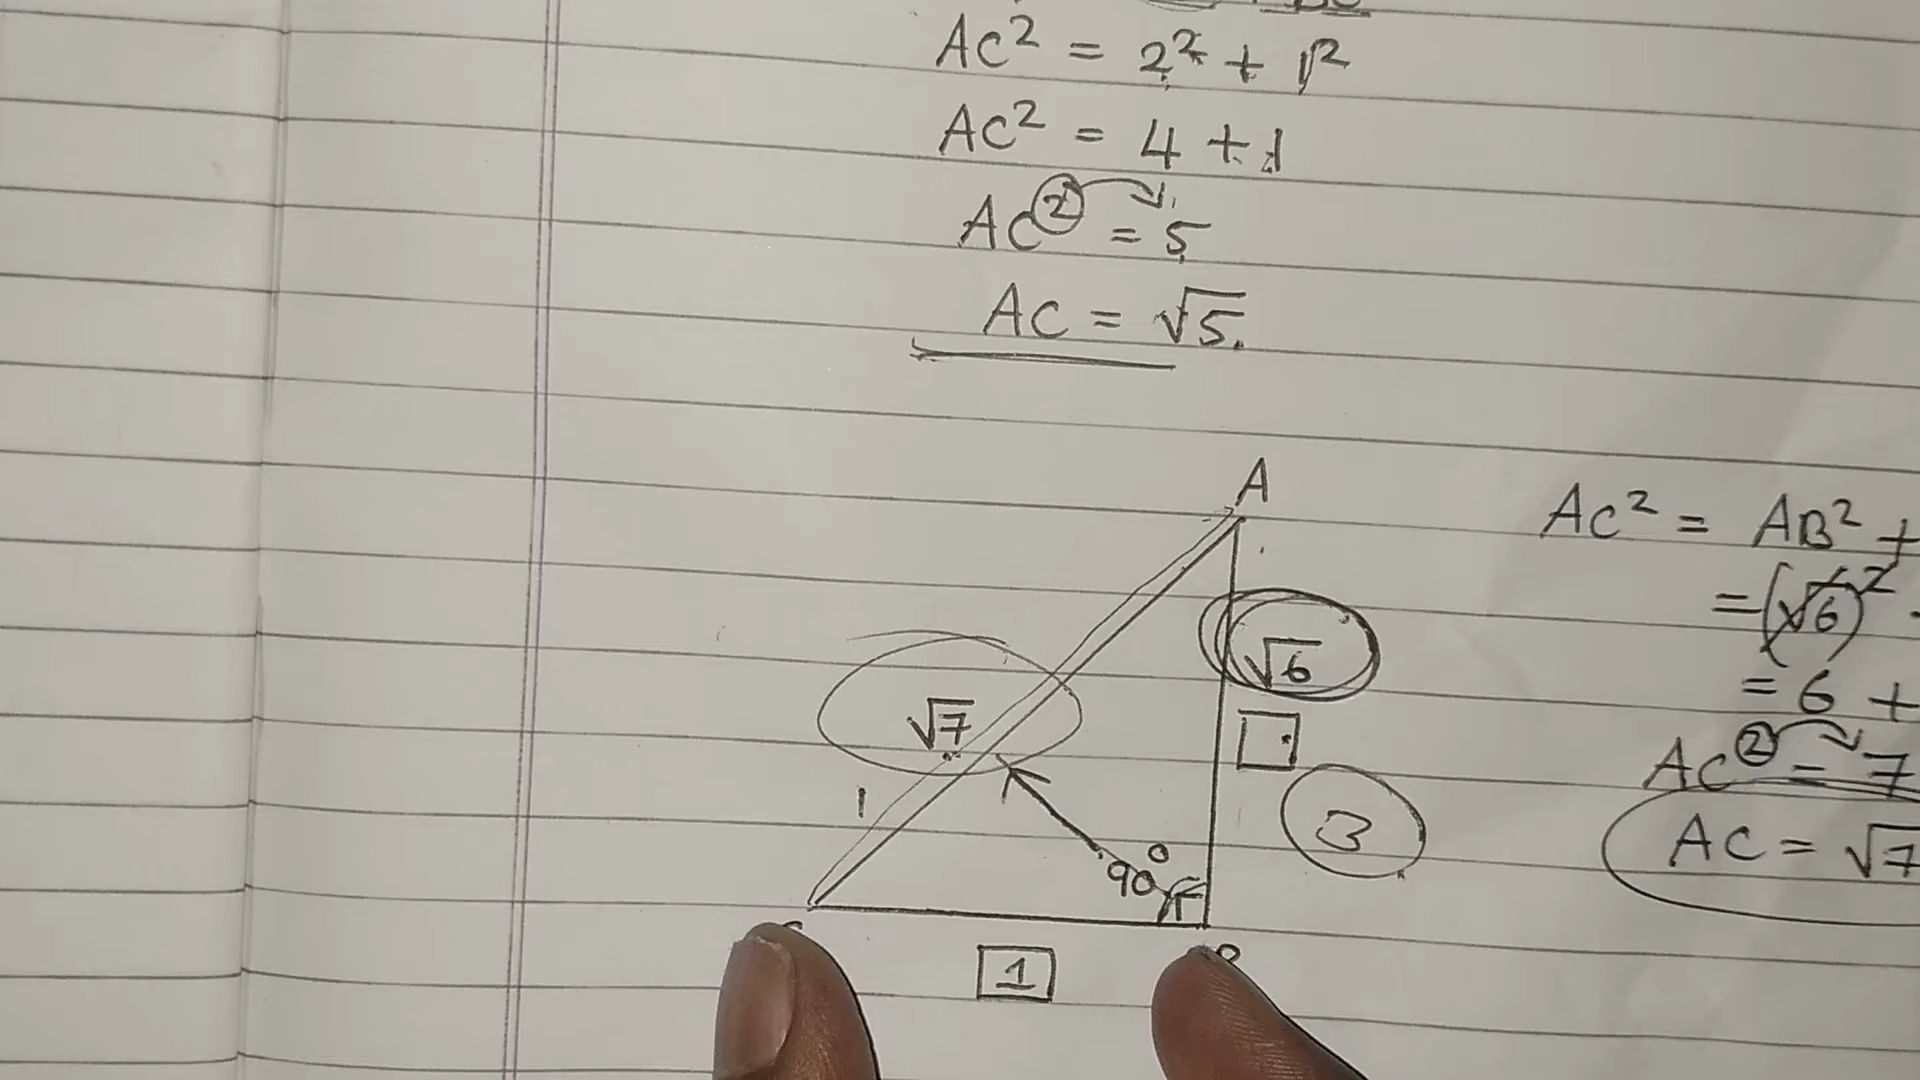 AC² = 2² + 1²
AC² = 4 + 1
AC² = 5
AC = √5.
A
√6
√7
1
3
90°
1
AC² = AB² +
= (√6)²
= 6 +
AC² = 7
AC = √7